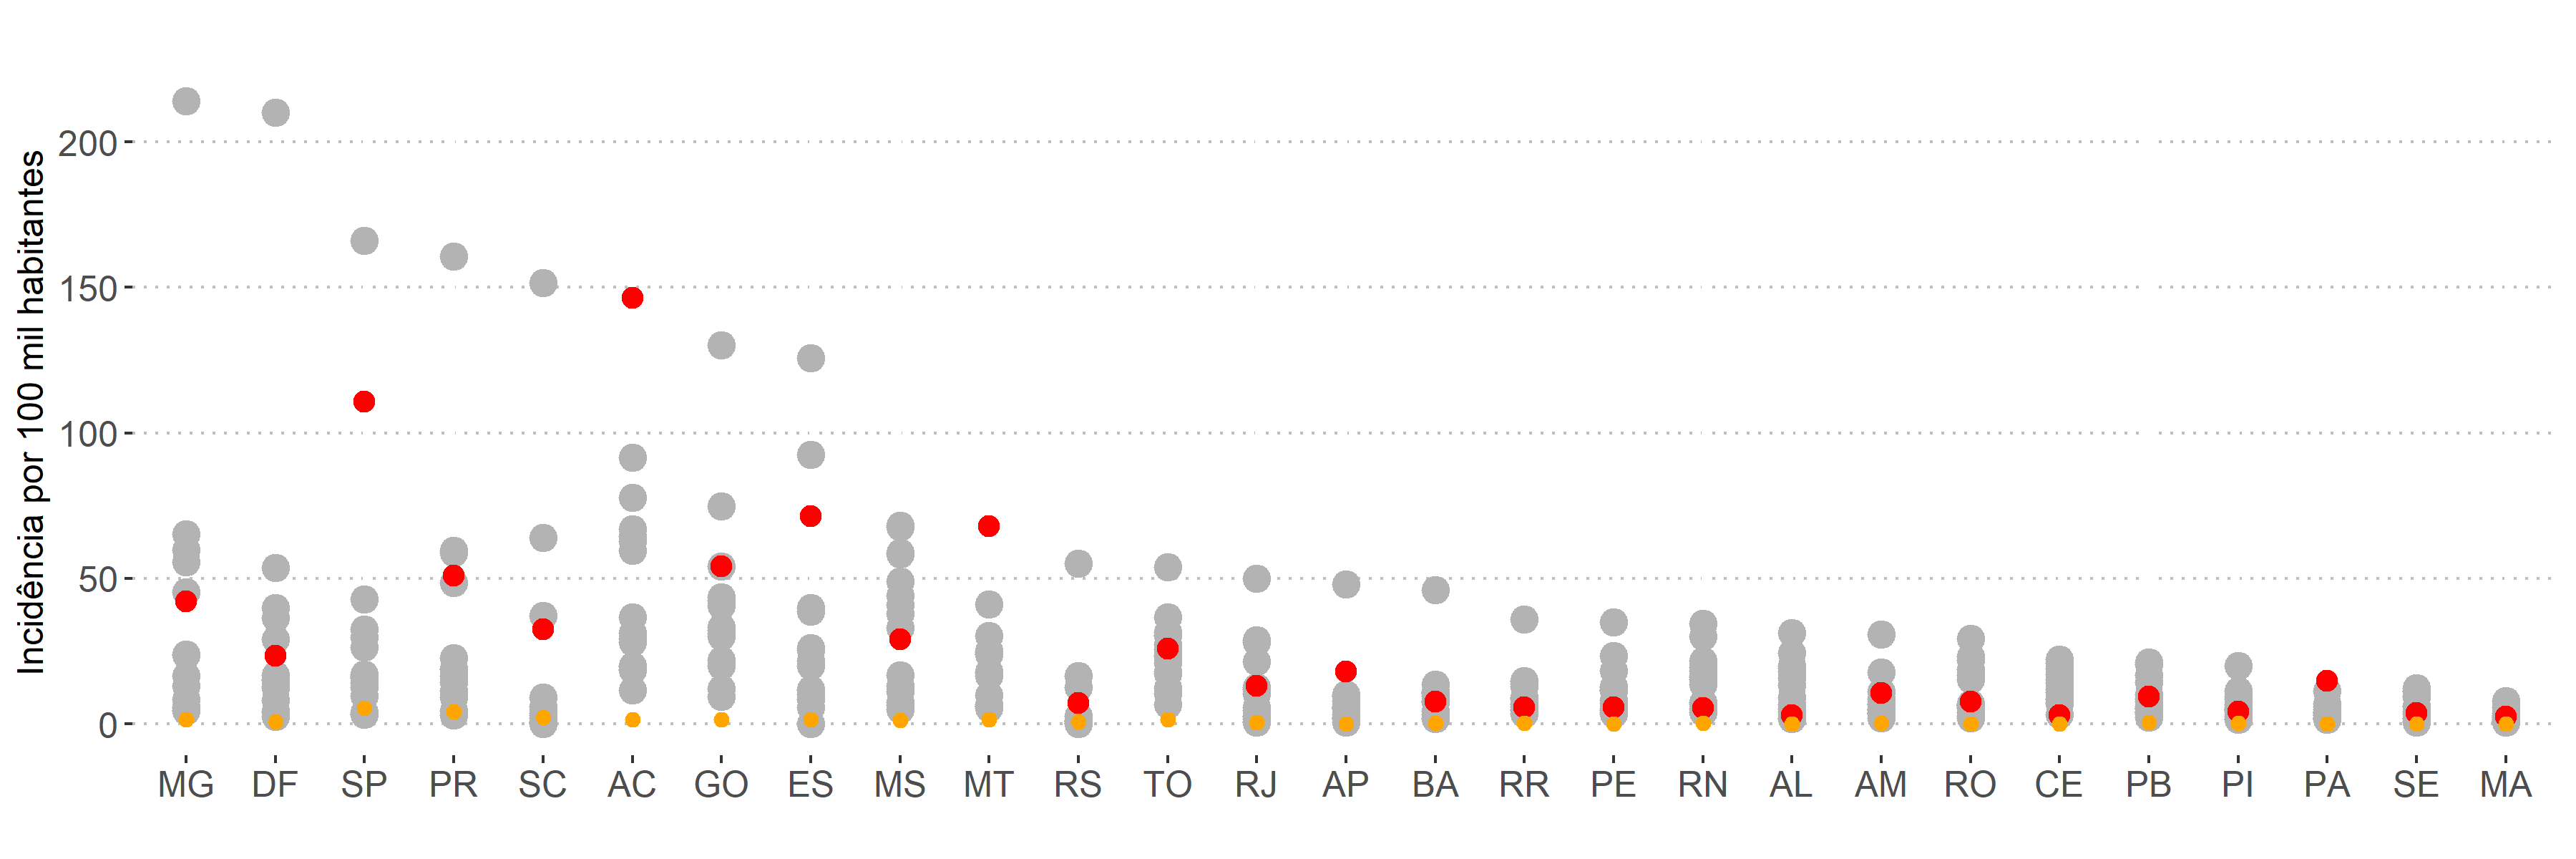 Incidência por 100 mil habitantes
200
150
100
50
0
MG DF SP PR SC AC GO ES MS MT RS TO RJ AP BA RR PE RN AL AM RO CE PB PI PA SE MA